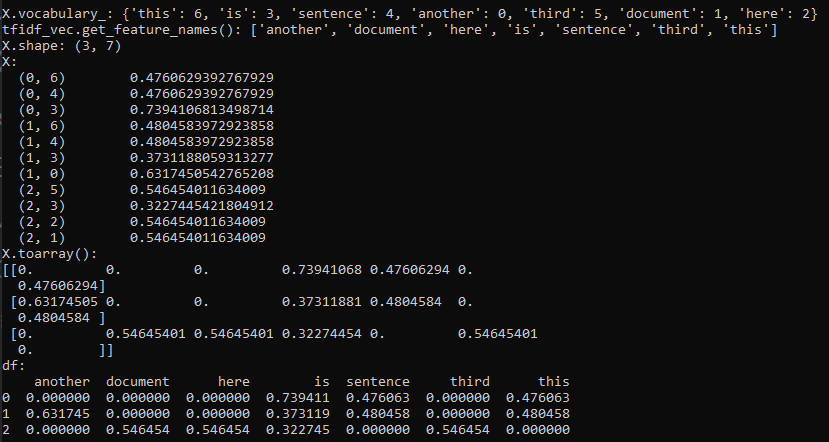 X.vocabulary_: {'this': 6, 'is': 3, 'sentence': 4, 'another': 0, 'third': 5, 'document': 1, 'here': 2}
tfidf_vec.get_feature_names(): ['another', 'document', 'here', 'is', 'sentence', 'third', 'this']
X.shape: (3, 7)
X:
(0, 6)        0.4760629392767929
(0, 4)        0.4760629392767929
(0, 3)        0.7394106813498714
(1, 6)        0.4804583972923858
(1, 4)        0.4804583972923858
(1, 3)        0.3731188059313277
(1, 0)        0.6317450542765208
(2, 5)        0.546454011634009
(2, 3)        0.3227445421804912
(2, 2)        0.546454011634009
(2, 1)        0.546454011634009
X.toarray():
[[0.         0.         0.         0.73941068 0.47606294 0.
  0.47606294]
 [0.63174505 0.         0.         0.37311881 0.4804584  0.
  0.4804584 ]
 [0.         0.54645401 0.54645401 0.32274454 0.         0.54645401
  0.        ]]
df:
    another  document      here        is  sentence     third      this
0  0.000000  0.000000  0.000000  0.739411  0.476063  0.000000  0.476063
1  0.631745  0.000000  0.000000  0.373119  0.480458  0.000000  0.480458
2  0.000000  0.546454  0.546454  0.322745  0.000000  0.546454  0.000000